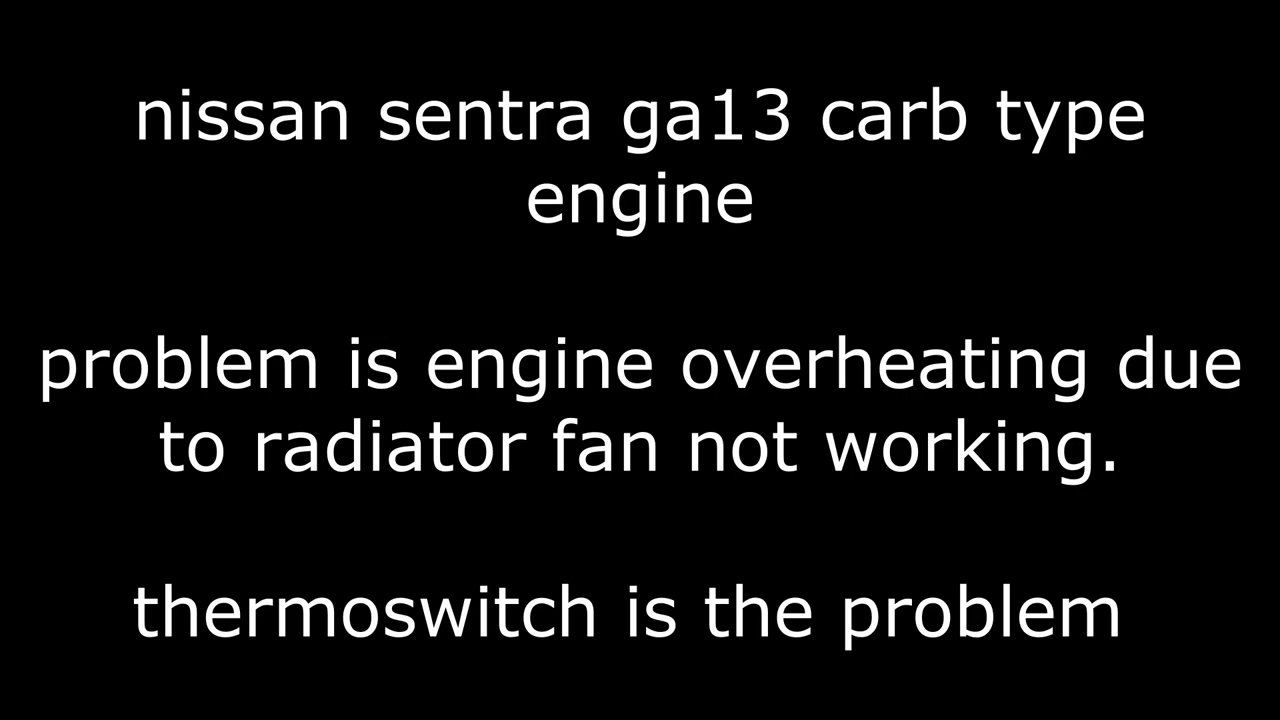 nissan sentra ga13 carb type
engine
problem is engine overheating due
to radiator fan not working.
thermoswitch is the problem